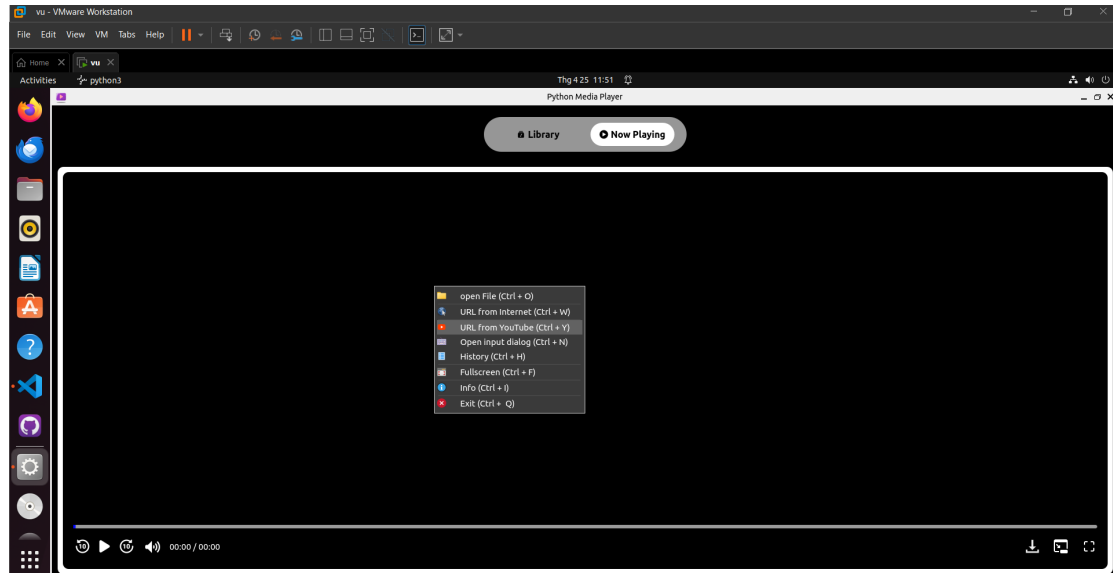 vu - VMware Workstation
File Edit View VM Tabs Help
Home vu
Activities python3 Thg 4 25 11:51
Python Media Player
Library Now Playing
open File (Ctrl + O)
URL from Internet (Ctrl + W)
URL from YouTube (Ctrl + Y)
Open input dialog (Ctrl + N)
History (Ctrl + H)
Fullscreen (Ctrl + F)
Info (Ctrl + I)
Exit (Ctrl + Q)
10 10 00:00 / 00:00